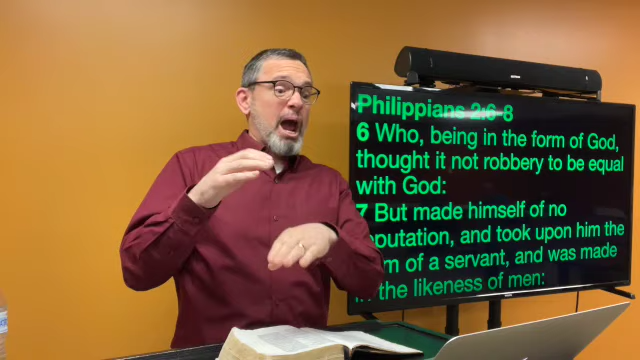 Philippians 2:6-8
6 Who, being in the form of God,
thought it not robbery to be equal
with God:
7 But made himself of no
eputation, and took upon him the
m of a servant, and was made
in the likeness of men: